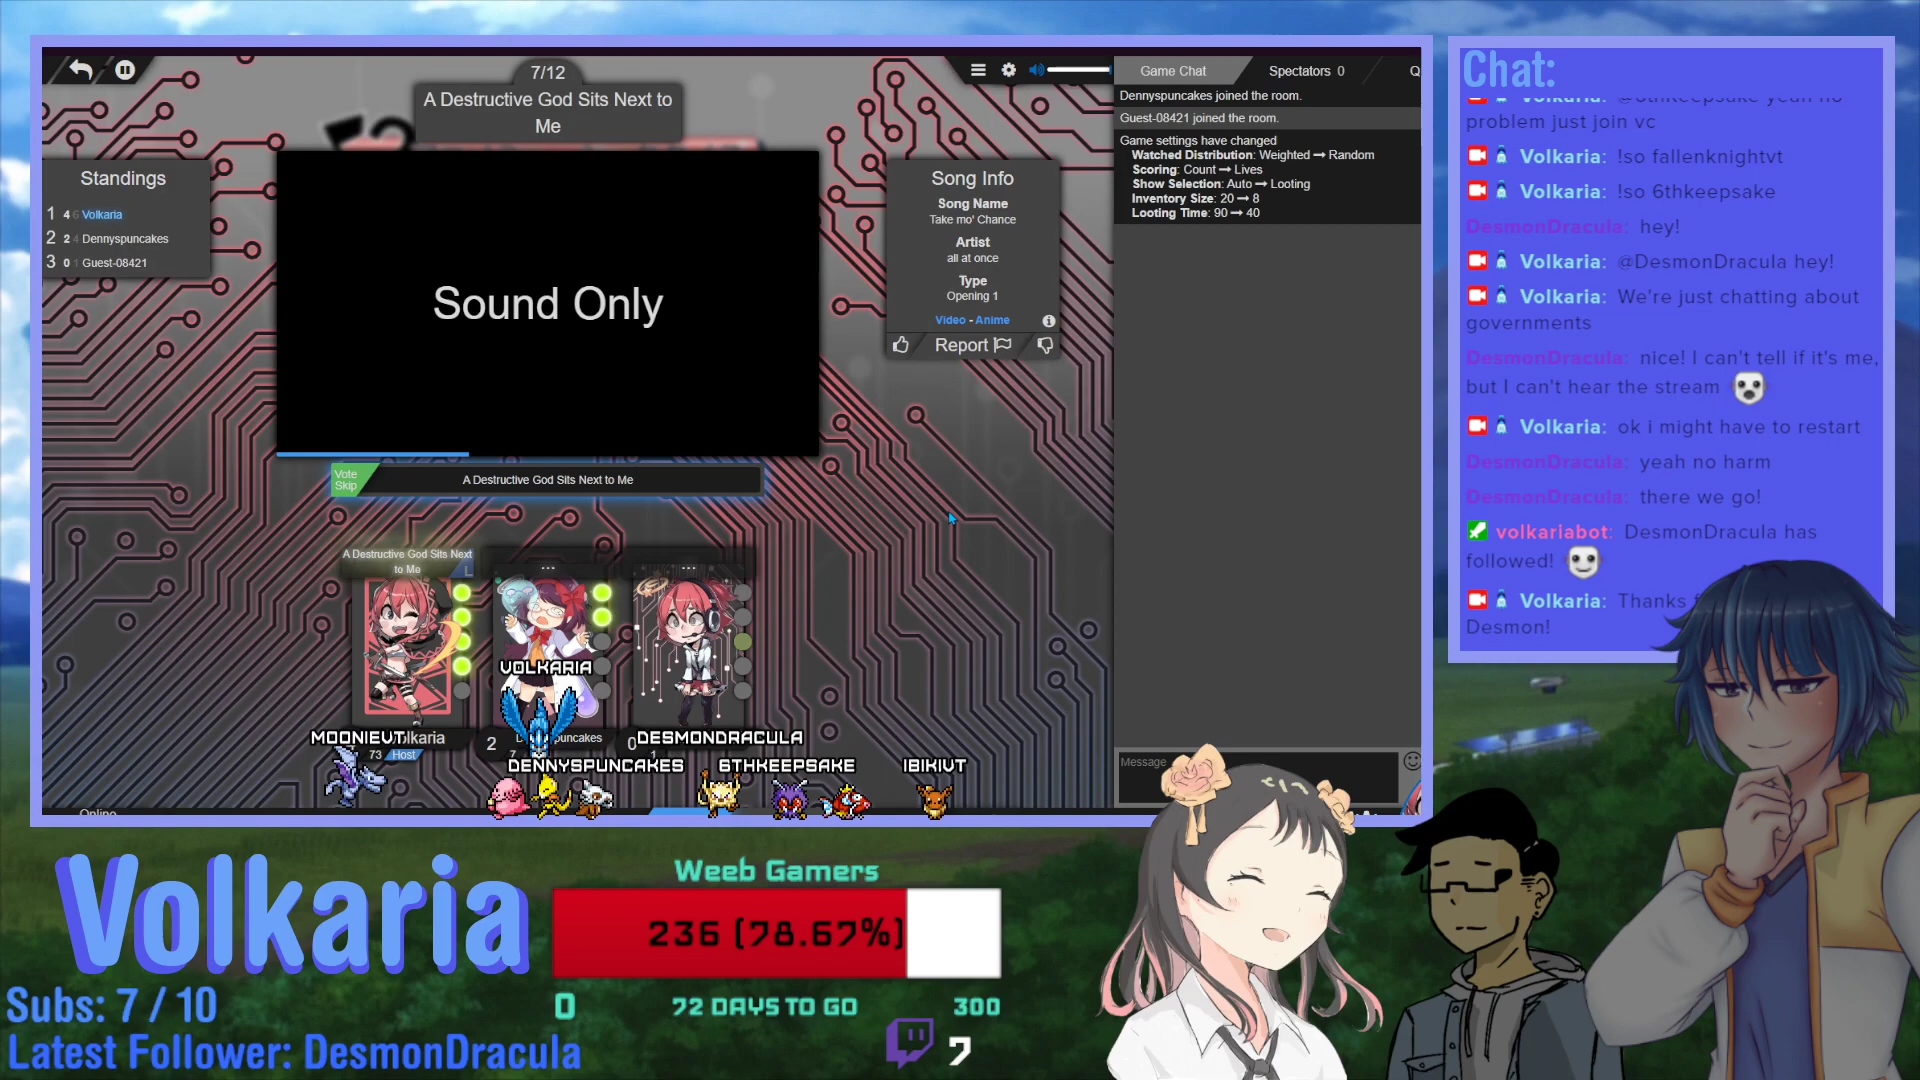 7/12
A Destructive God Sits Next to
Me
Game Chat
Spectators 0
Q
Dennyspuncakes joined the room.
Guest-08421 joined the room.
Game settings have changed
Watched Distribution: Weighted → Random
Scoring: Count → Lives
Show Selection: Auto → Looting
Inventory Size: 20 → 8
Looting Time: 90 → 40
Standings
1 4 6 Volkaria
2 2 4 Dennyspuncakes
3 0 1 Guest-08421
Sound Only
Song Info
Song Name
Take mo' Chance
Artist
all at once
Type
Opening 1
Video - Anime
Report
Vote
Skip
A Destructive God Sits Next to Me
A Destructive God Sits Next
to Me
L
...
...
VOLKARIA
MOONIEVT
lkaria
73 Host
2
puncakes
7
0
DESMONDRACULA
1
DENNYSPUNCAKES
6THKEEPSAKE
IBIKIVT
Message
Online
Chat:
problem just join vc
Volkaria: !so fallenknightvt
Volkaria: !so 6thkeepsake
DesmonDracula: hey!
Volkaria: @DesmonDracula hey!
Volkaria: We're just chatting about
governments
DesmonDracula: nice! I can't tell if it's me,
but I can't hear the stream
Volkaria: ok i might have to restart
DesmonDracula: yeah no harm
DesmonDracula: there we go!
volkariabot: DesmonDracula has
followed!
Volkaria: Thanks
Desmon!
Volkaria
Subs: 7 / 10
Latest Follower: DesmonDracula
Weeb Gamers
236 (78.67%)
0
72 DAYS TO GO
300
7